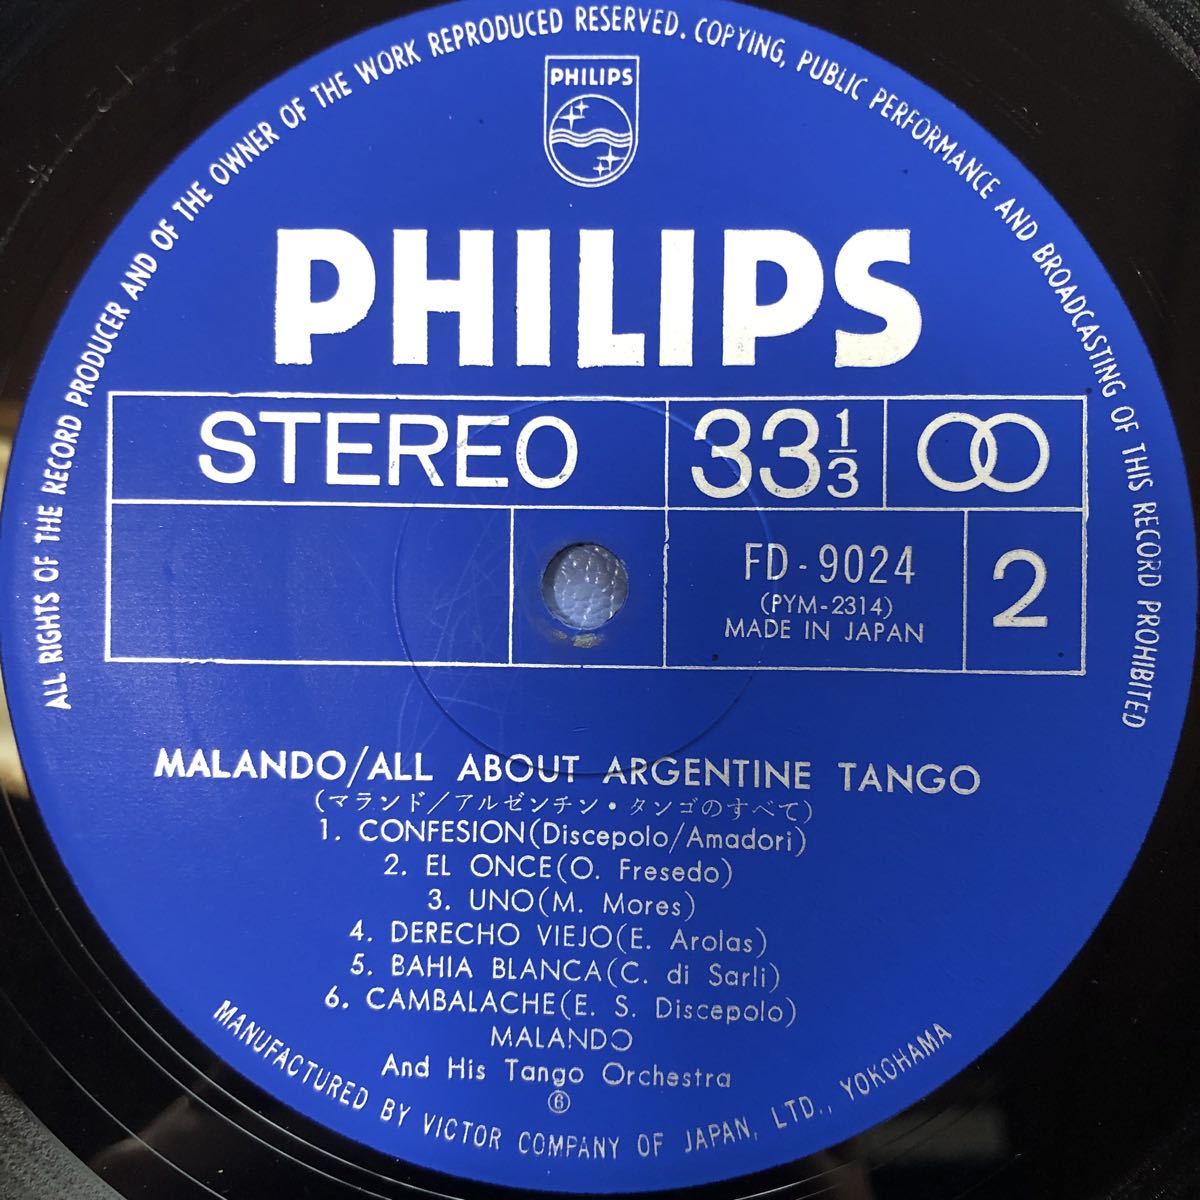 ALL RIGHTS OF THE RECORD PRODUCER AND OF THE OWNER OF THE WORK REPRODUCED RESERVED. COPYING, PUBLIC PERFORMANCE AND BROADCASTING OF THIS RECORD PROHIBITED
PHILIPS
PHILIPS
STEREO
33 1/3
FD-9024
(PYM-2314)
MADE IN JAPAN
2
MALANDO/ALL ABOUT ARGENTINE TANGO
(マランド/アルゼンチン・タンゴのすべて)
1. CONFESION(Discepolo/Amadori)
2. EL ONCE(O. Fresedo)
3. UNO(M. Mores)
4. DERECHO VIEJO(E. Arolas)
5. BAHIA BLANCA(C. di Sarli)
6. CAMBALACHE(E. S. Discepolo)
MALANDO
And His Tango Orchestra
⑥
MANUFACTURED BY VICTOR COMPANY OF JAPAN, LTD., YOKOHAMA